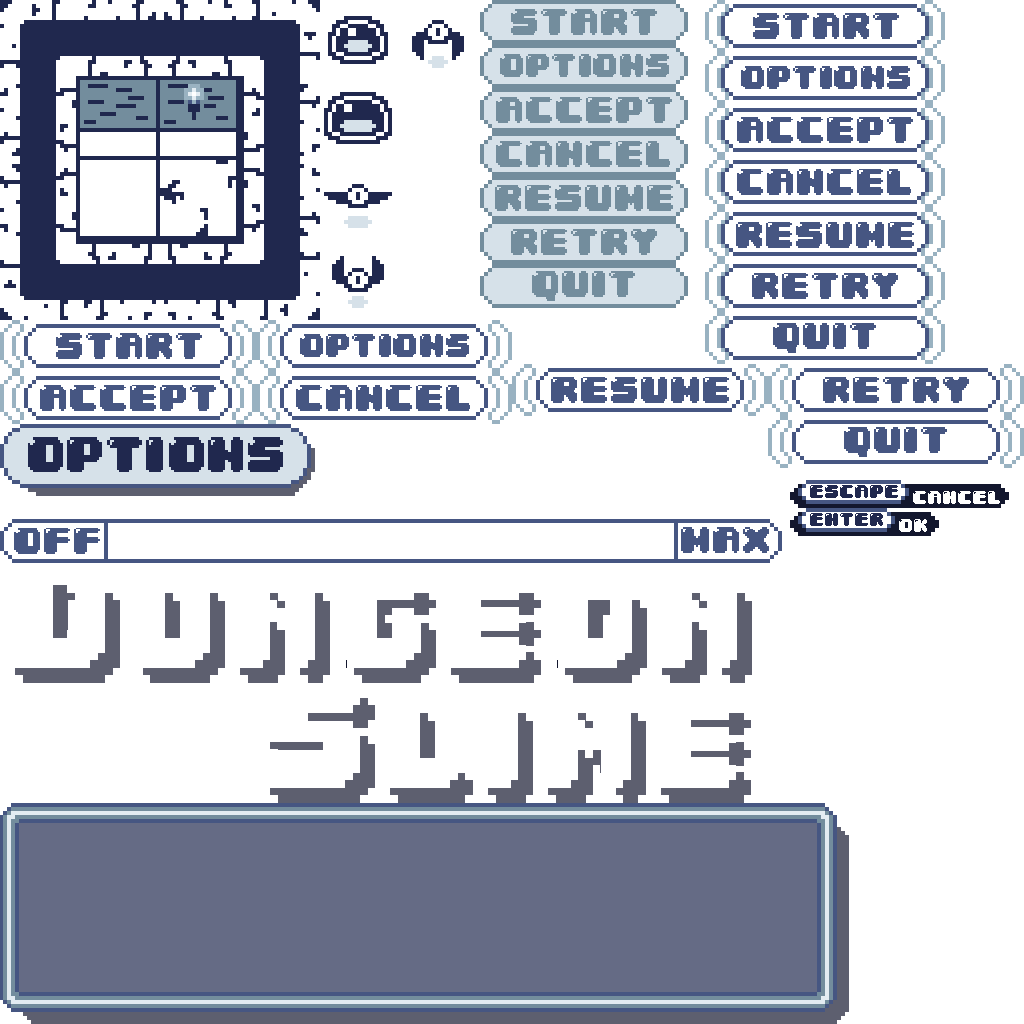 START
OPTIONS
ACCEPT
CANCEL
RESUME
RETRY
QUIT
START
OPTIONS
ACCEPT
CANCEL
RESUME
RETRY
QUIT
START OPTIONS
ACCEPT CANCEL RESUME RETRY
QUIT
OPTIONS
ESCAPE CANCEL
ENTER OK
OFF MAX
DUNGEON
SLIME